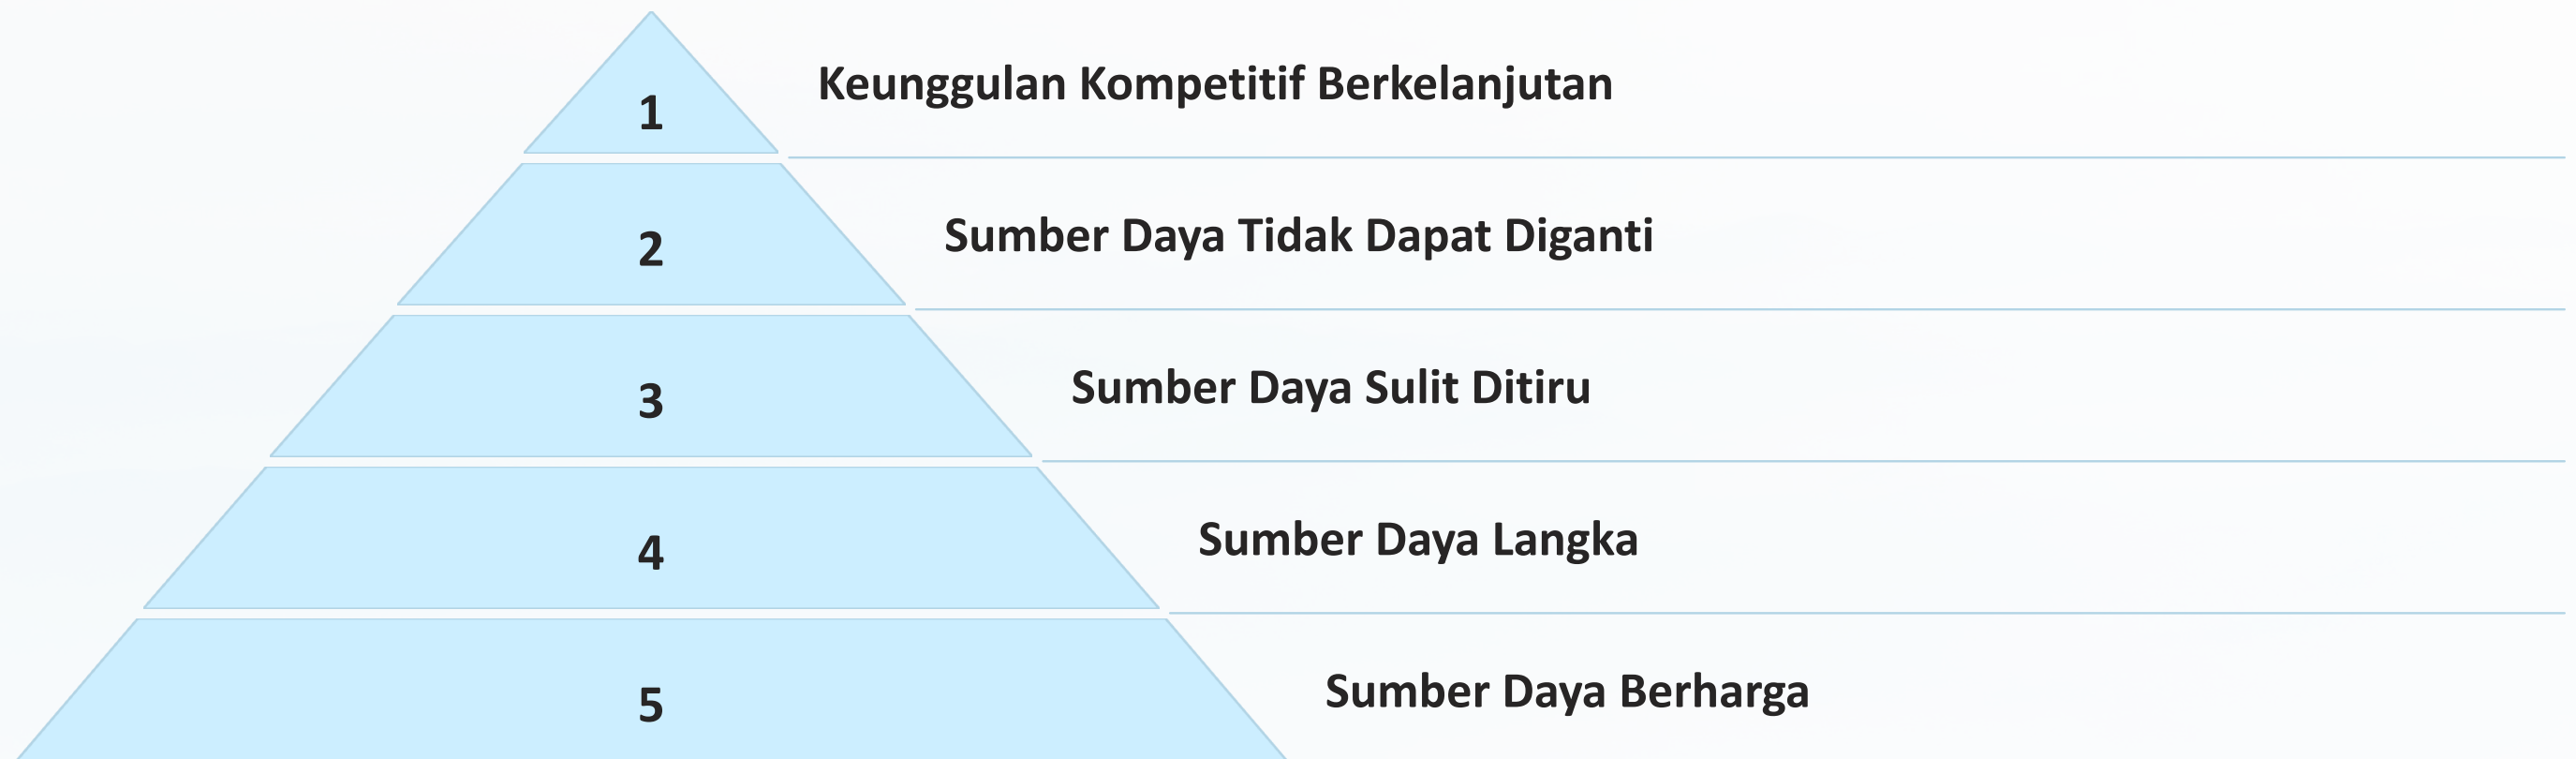 1
Keunggulan Kompetitif Berkelanjutan
2
Sumber Daya Tidak Dapat Diganti
3
Sumber Daya Sulit Ditiru
4
Sumber Daya Langka
5
Sumber Daya Berharga